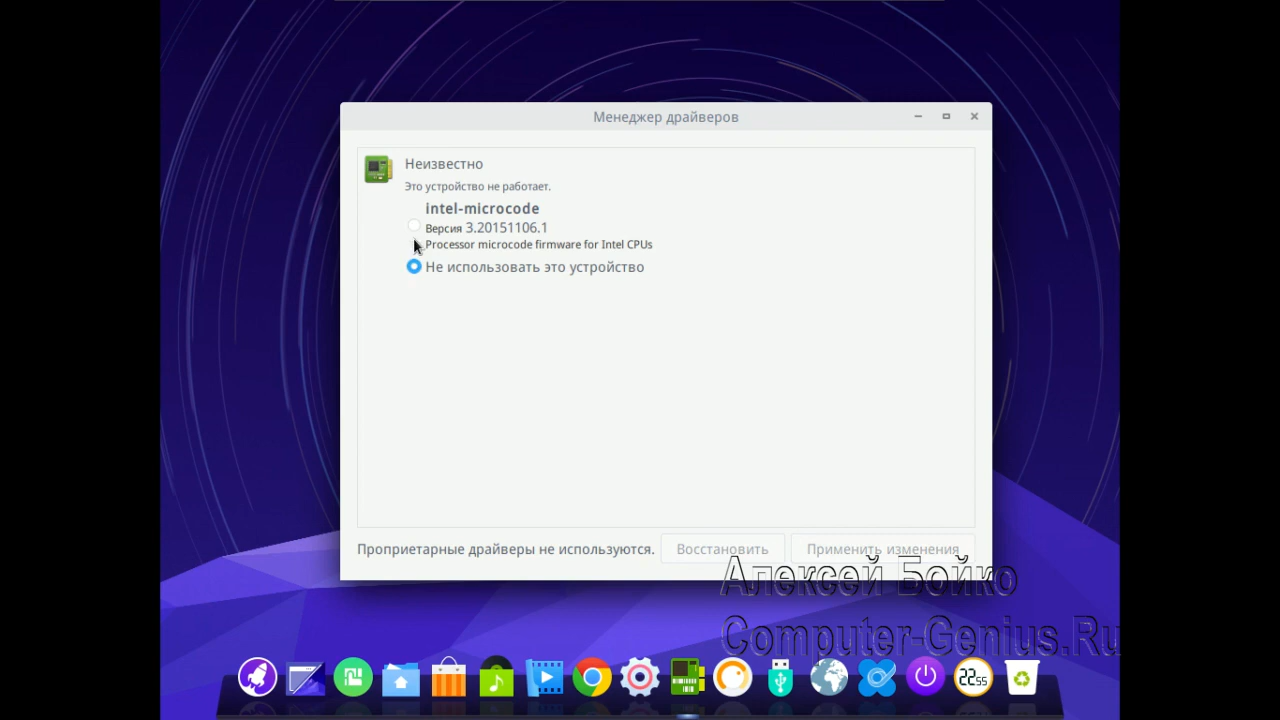 Менеджер драйверов
Неизвестно
Это устройство не работает.
intel-microcode
Версия 3.20151106.1
Processor microcode firmware for Intel CPUs
Не использовать это устройство
Проприетарные драйверы не используются.
Восстановить
Применить изменения
Алексей Бойко
Computer-Genius.Ru
22 55